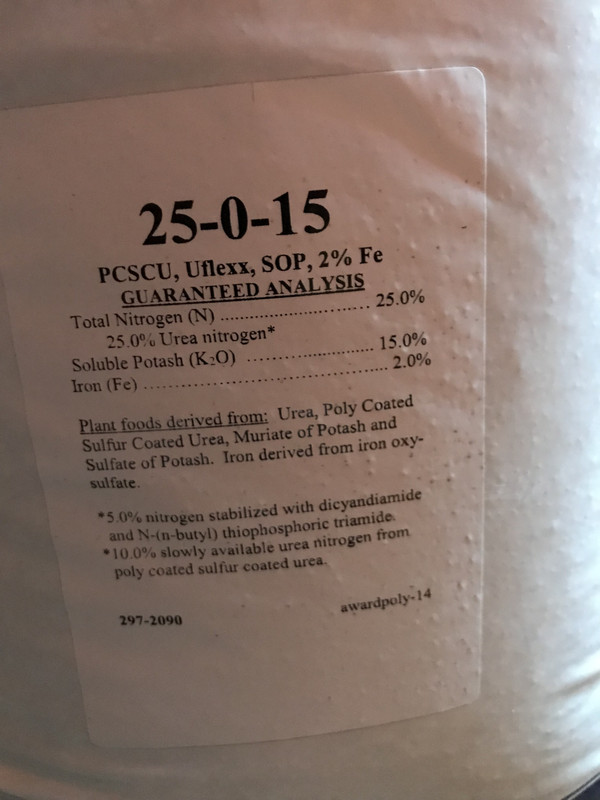 25-0-15
PCSCU, Uflexx, SOP, 2% Fe
GUARANTEED ANALYSIS
Total Nitrogen (N) .................................. 25.0%
25.0% Urea nitrogen*
Soluble Potash (K₂O) ............................ 15.0%
Iron (Fe) ................................................ 2.0%
Plant foods derived from: Urea, Poly Coated
Sulfur Coated Urea, Muriate of Potash and
Sulfate of Potash. Iron derived from iron oxy-
sulfate.
*5.0% nitrogen stabilized with dicyandiamide
and N-(n-butyl) thiophosphoric triamide.
*10.0% slowly available urea nitrogen from
poly coated sulfur coated urea.
297-2090 awardpoly-14